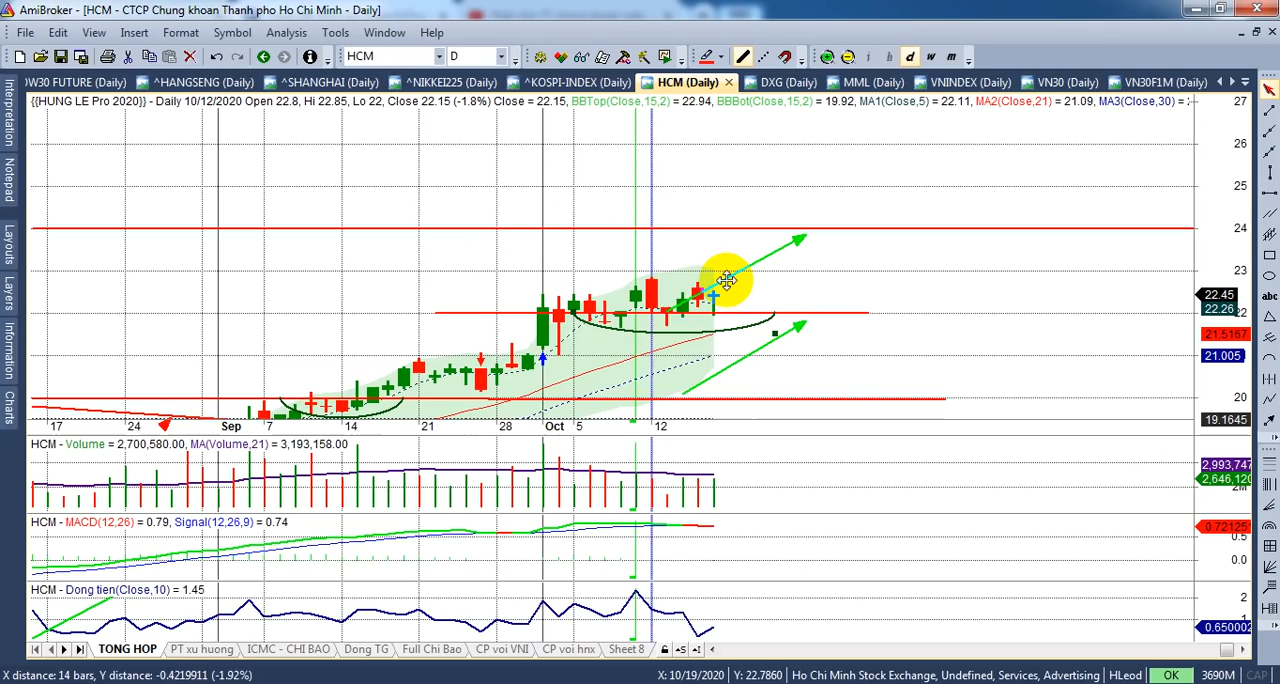 AmiBroker - [HCM - CTCP Chung khoan Thanh pho Ho Chi Minh - Daily]
File Edit View Insert Format Symbol Analysis Tools Window Help
HCM D d w m
W30 FUTURE (Daily) ^HANGSENG (Daily) ^SHANGHAI (Daily) ^NIKKEI225 (Daily) ^KOSPI-INDEX (Daily) HCM (Daily) DXG (Daily) MML (Daily) VNINDEX (Daily) VN30 (Daily) VN30F1M (Daily)
{{HUNG LE Pro 2020}} - Daily 10/12/2020 Open 22.8, Hi 22.85, Lo 22, Close 22.15 (-1.8%) Close = 22.15, BBTop(Close,15,2) = 22.94, BBBot(Close,15,2) = 19.92, MA1(Close,5) = 22.11, MA2(Close,21) = 21.09, MA3(Close,30) =
Interpretation
Notepad
Layouts
Layers
Charts
27
26
25
24
23
22.45
22.26
22
21.5167
21.005
20
19.1645
17 24 Sep 7 14 21 28 Oct 5 12
HCM - Volume = 2,700,580.00, MA(Volume,21) = 3,193,158.00
2,993,747
2,646,120
HCM - MACD(12,26) = 0.79, Signal(12,26,9) = 0.74
0.72125
0.5
0.0
HCM - Dong tien(Close,10) = 1.45
2
1
0.650002
abc
TONG HOP PT xu huong ICMC - CHI BAO Dong TG Full Chi Bao CP voi VNI CP voi hnx Sheet 8
X distance: 14 bars, Y distance: -0.4219911 (-1.92%) X: 10/19/2020 Y: 22.7860 Ho Chi Minh Stock Exchange, Undefined, Services, Advertising HLeod OK 3690M CAP